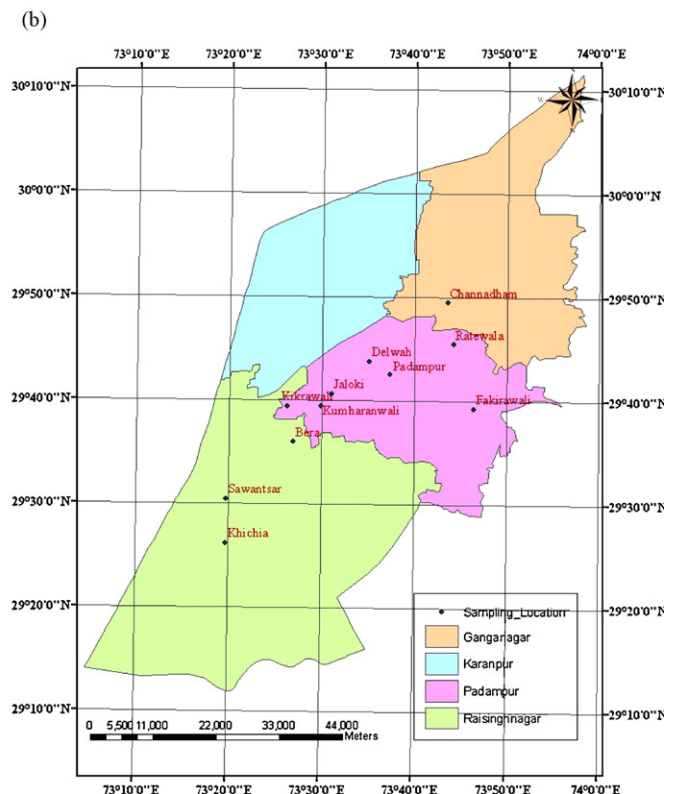 (b)
73°10'0"E 73°20'0"E 73°30'0"E 73°40'0"E 73°50'0"E 74°0'0"E
30°10'0"N 30°10'0"N
30°0'0"N 30°0'0"N
29°50'0"N 29°50'0"N
Channadham
Ratewala
Delwah
Padampur
Jaloki
29°40'0"N 29°40'0"N
Kikrawali
Kumharanwali
Fakirawali
Bera
Sawantsar
29°30'0"N 29°30'0"N
Khichia
29°20'0"N 29°20'0"N
Sampling_Location
Ganganagar
Karanpur
Padampur
Raisinghnagar
29°10'0"N 29°10'0"N
0 5,500 11,000 22,000 33,000 44,000
Meters
73°10'0"E 73°20'0"E 73°30'0"E 73°40'0"E 73°50'0"E 74°0'0"E